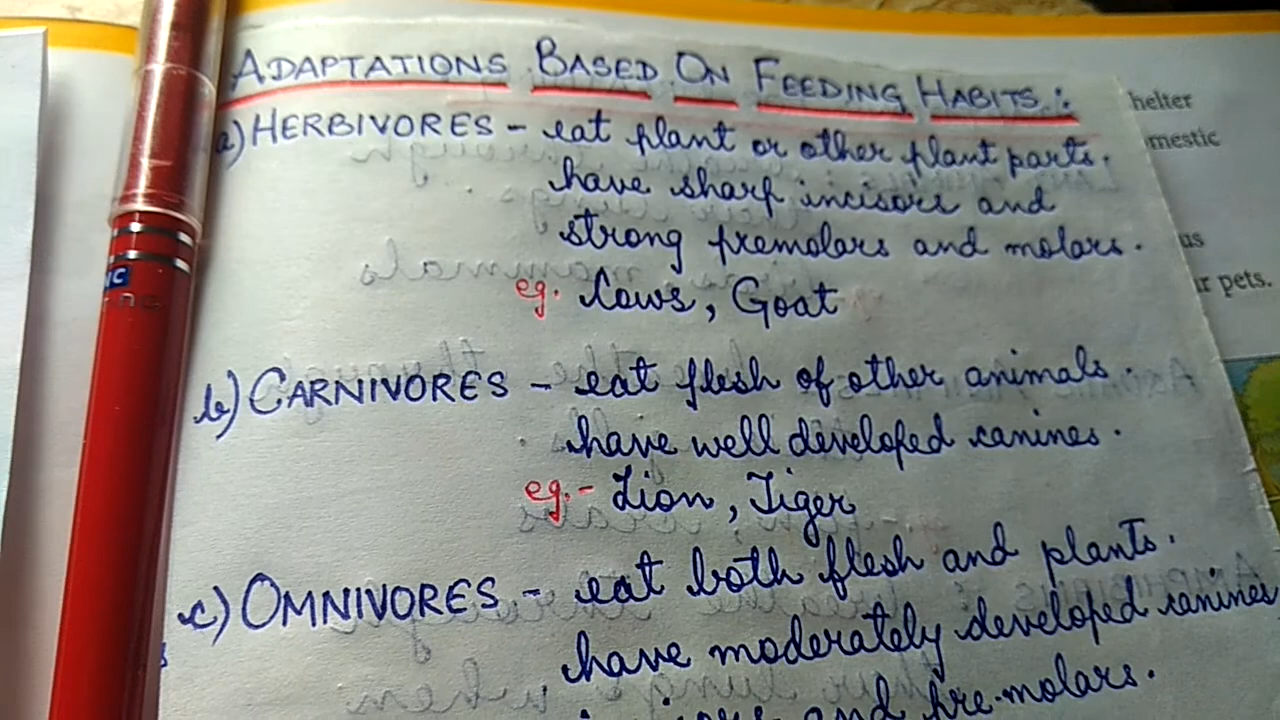 ADAPTATIONS BASED ON FEEDING HABITS :
a) HERBIVORES - eat plant or other plant parts.
have sharp incisors and
strong premolars and molars.
eg. Cows, Goat
b) CARNIVORES - eat flesh of other animals.
have well developed canines.
eg.- Lion, Tiger
c) OMNIVORES - eat both flesh and plants.
have moderately developed canines
and pre-molars.
helter
mestic
us
r pets.